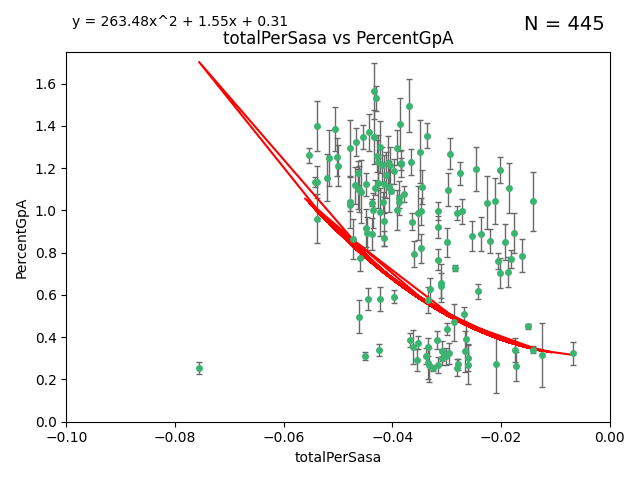 y = 263.48x^2 + 1.55x + 0.31
N = 445
totalPerSasa vs PercentGpA
PercentGpA
1.6
1.4
1.2
1.0
0.8
0.6
0.4
0.2
0.0
−0.10 −0.08 −0.06 −0.04 −0.02 0.00
totalPerSasa